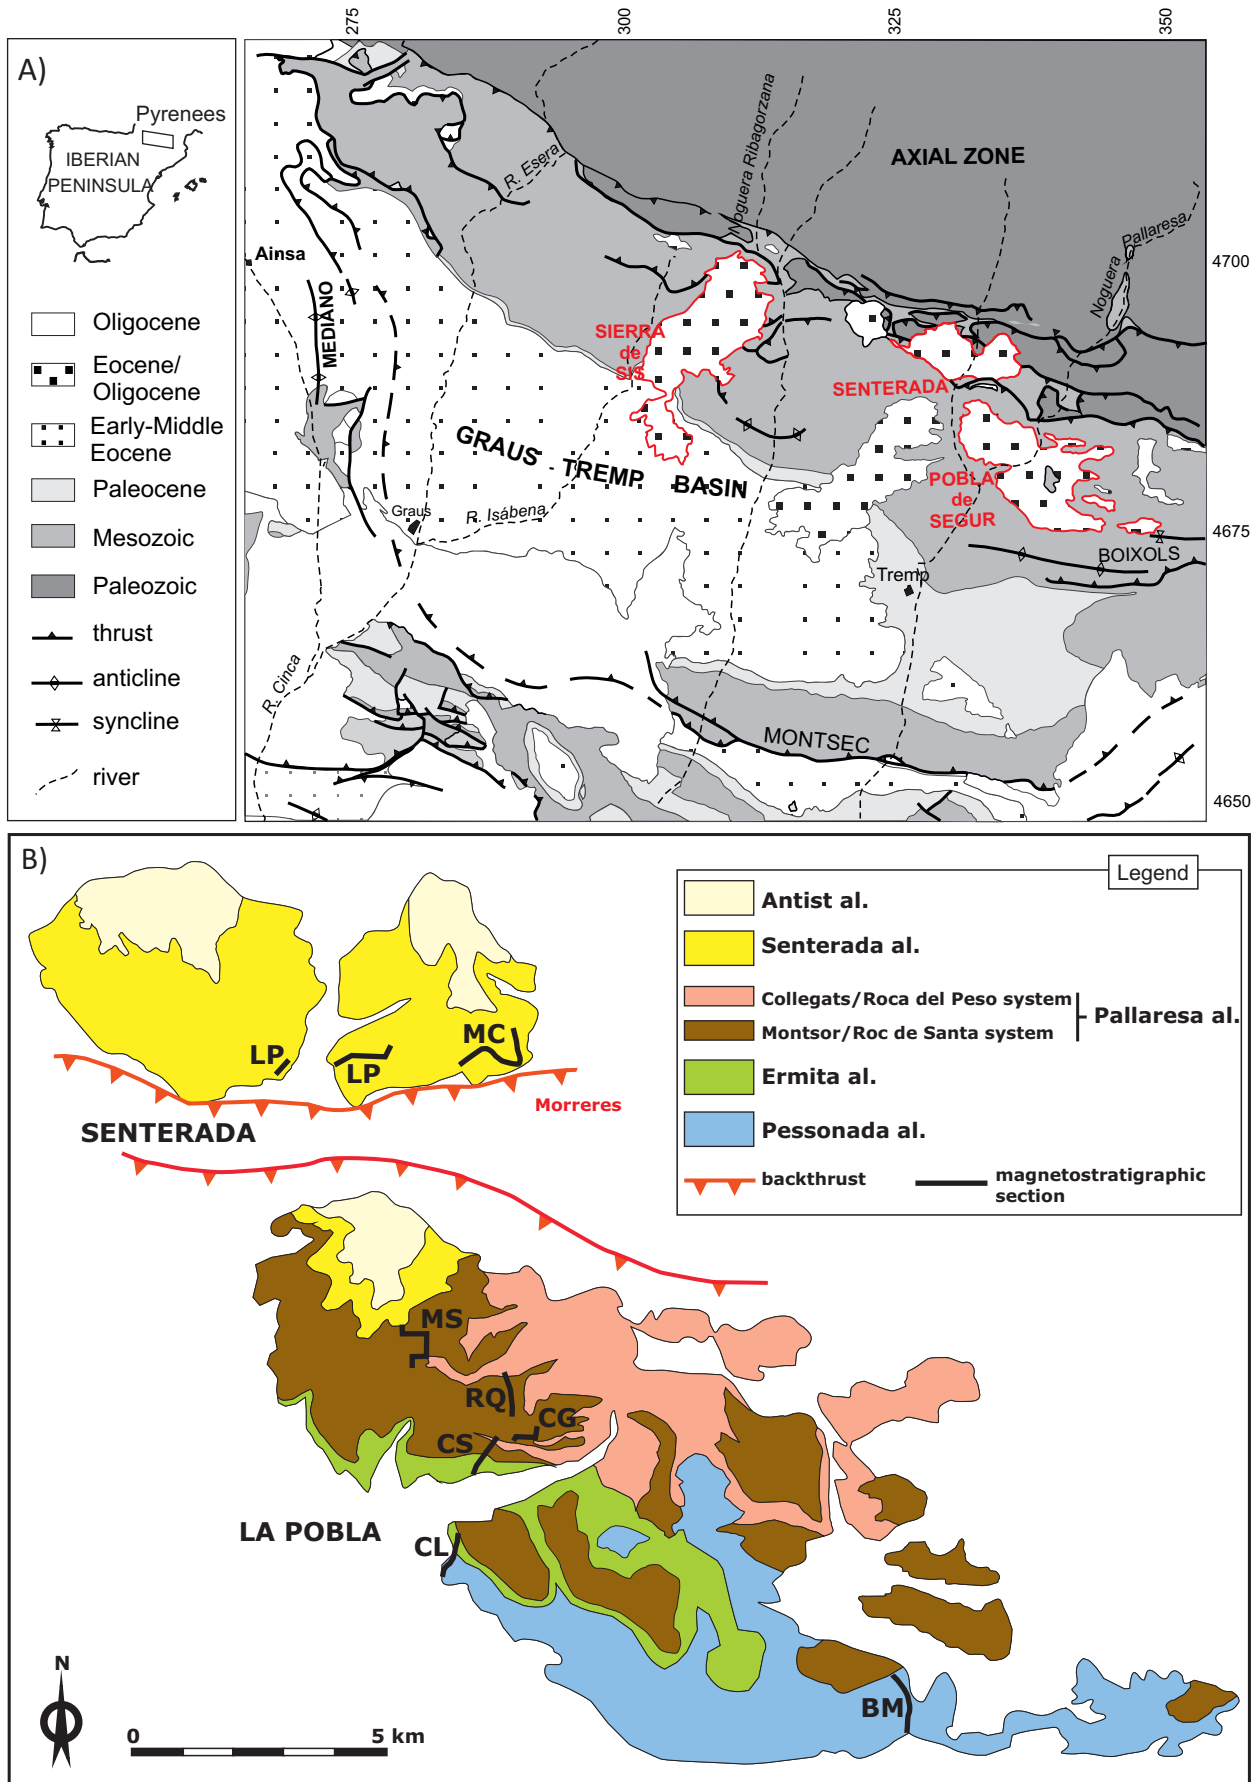 275
300
325
350
A)
Pyrenees
IBERIAN
PENINSULA
Oligocene
Eocene/
Oligocene
Early-Middle
Eocene
Paleocene
Mesozoic
Paleozoic
thrust
anticline
syncline
river
AXIAL ZONE
R. Esera
Noguera Ribagorzana
Noguera
Pallaresa
Ainsa
4700
MEDIANO
SIERRA
de
SIS
SENTERADA
GRAUS - TREMP BASIN
POBLA
de
SEGUR
Graus
R. Isábena
4675
BOIXOLS
Tremp
R. Cinca
MONTSEC
4650
B)
Legend
Antist al.
Senterada al.
Collegats/Roca del Peso system
Montsor/Roc de Santa system
Pallaresa al.
Ermita al.
Pessonada al.
backthrust
magnetostratigraphic
section
LP
LP
MC
Morreres
SENTERADA
MS
RQ
CG
CS
LA POBLA
CL
BM
N
0
5 km